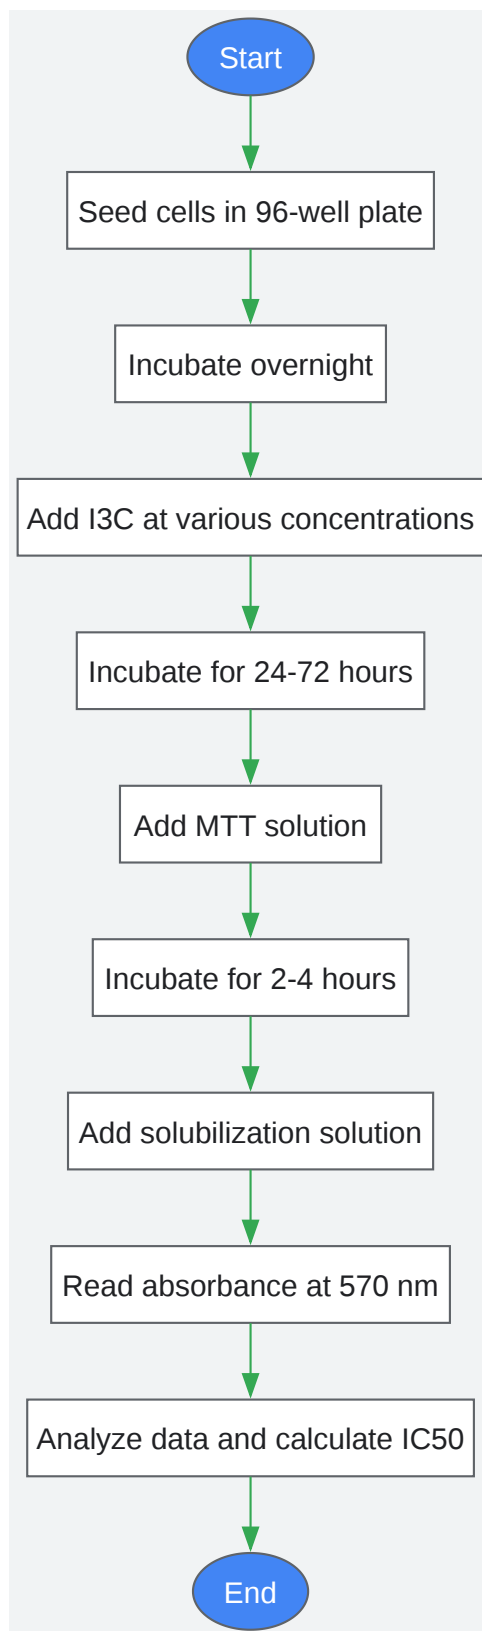 Start
Seed cells in 96-well plate
Incubate overnight
Add I3C at various concentrations
Incubate for 24-72 hours
Add MTT solution
Incubate for 2-4 hours
Add solubilization solution
Read absorbance at 570 nm
Analyze data and calculate IC50
End